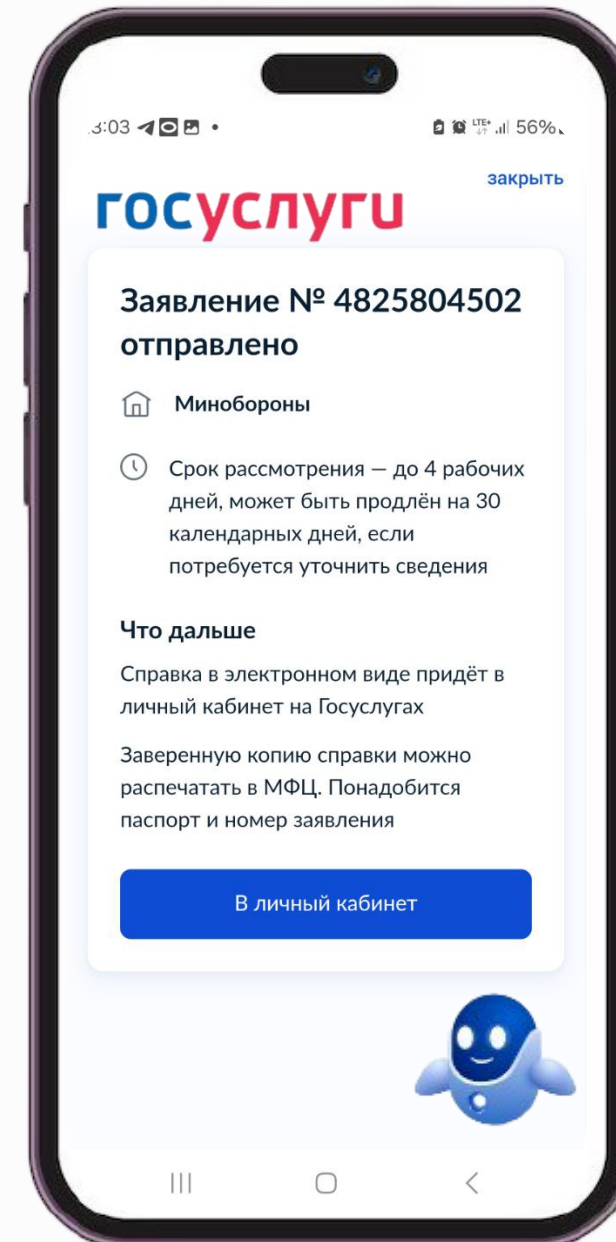 3:03
LTE+ 56%
закрыть
госуслуги
Заявление № 4825804502
отправлено
Минобороны
Срок рассмотрения — до 4 рабочих
дней, может быть продлён на 30
календарных дней, если
потребуется уточнить сведения
Что дальше
Справка в электронном виде придёт в
личный кабинет на Госуслугах
Заверенную копию справки можно
распечатать в МФЦ. Понадобится
паспорт и номер заявления
В личный кабинет